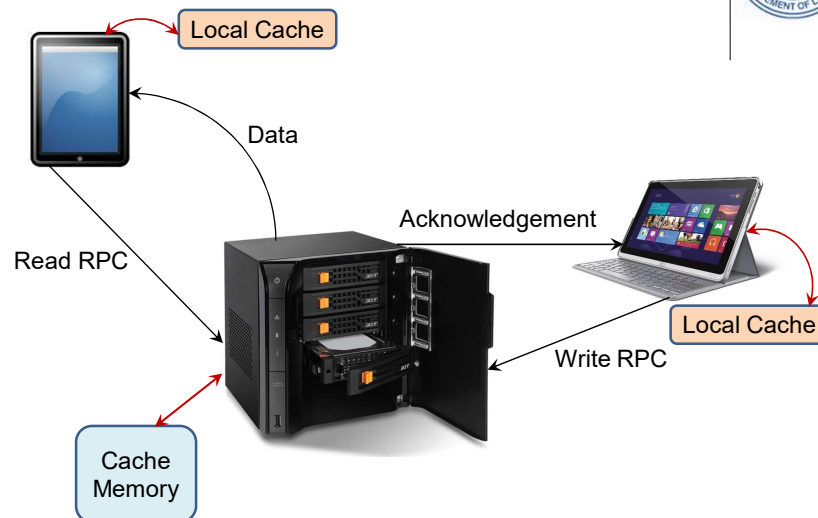 Local Cache
Data
Acknowledgement
Read RPC
Local Cache
Write RPC
Cache
Memory